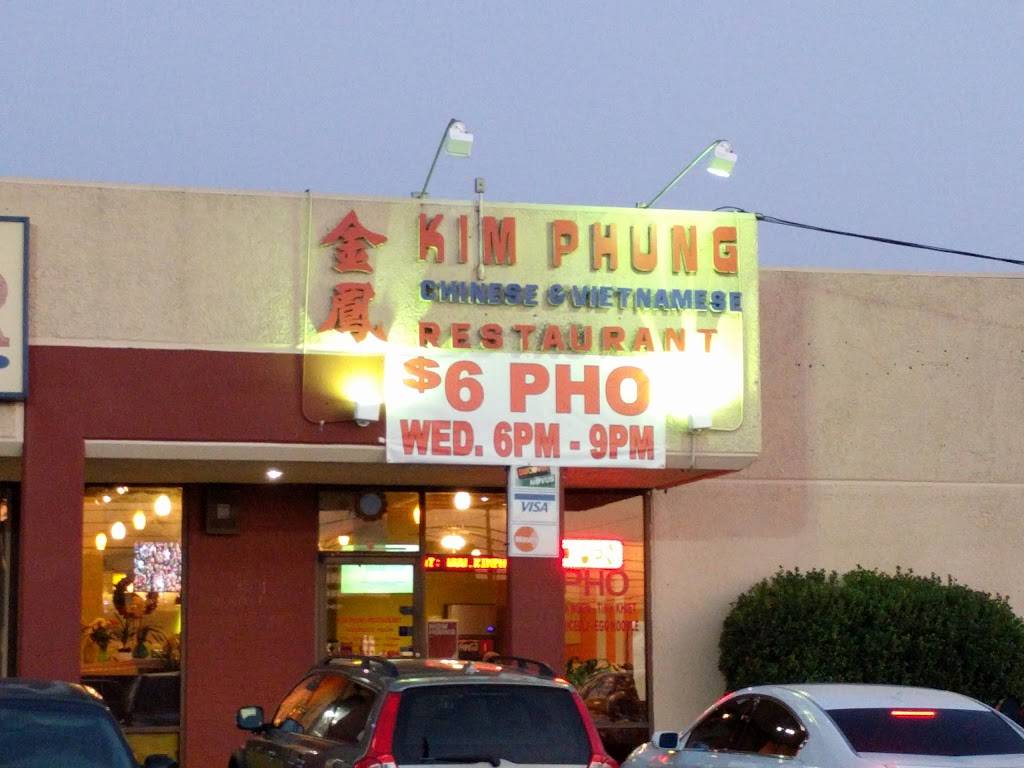 金鳳
KIM PHUNG
CHINESE & VIETNAMESE
RESTAURANT
$6 PHO
WED. 6PM - 9PM
VISA
PHO